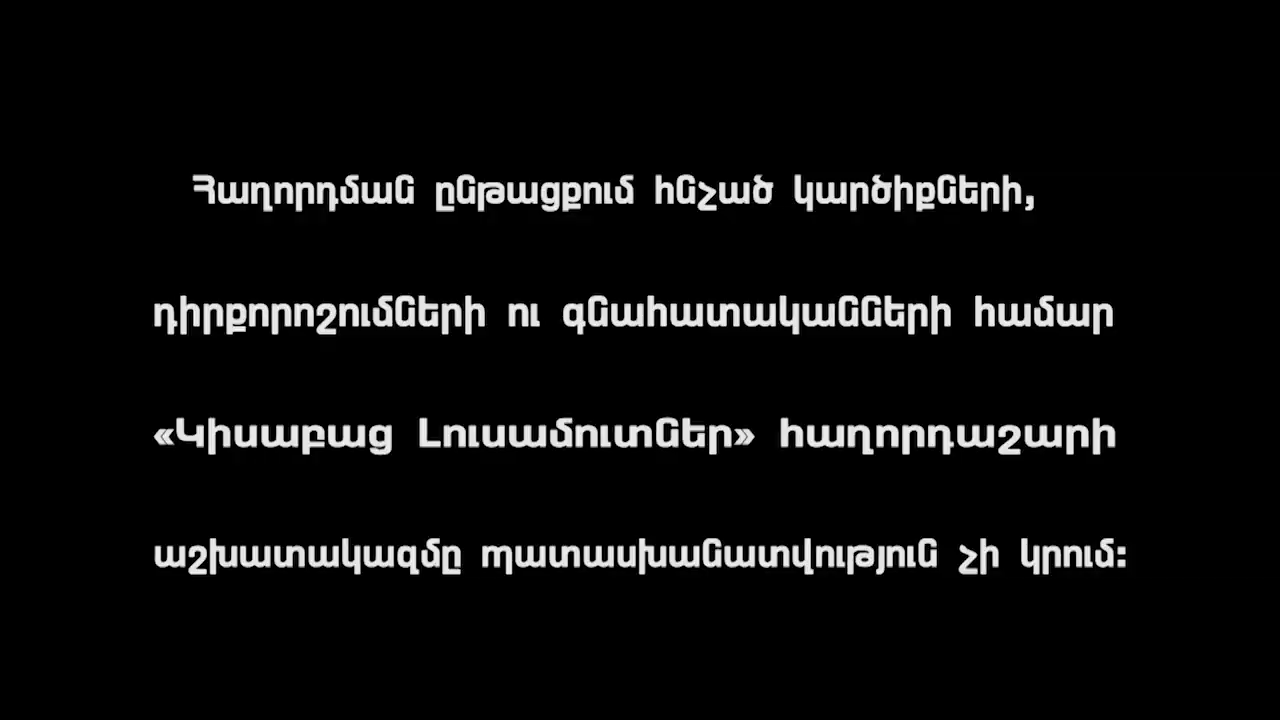 Հաղորդման ընթացքում հնչած կարծիքների,
դիրքորոշումների ու գնահատականների համար
«Կիսաբաց Լուսամուտներ» հաղորդաշարի
աշխատակազմը պատասխանատվություն չի կրում: